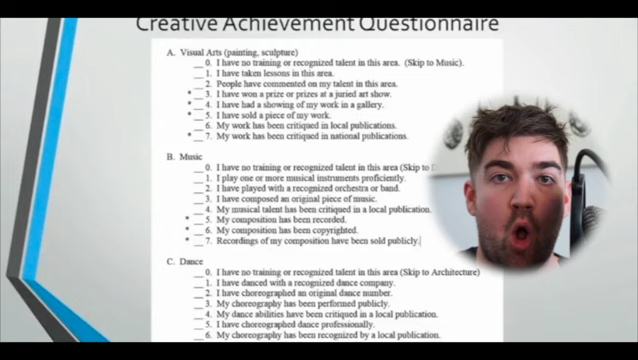 Creative Achievement Questionnaire
A. Visual Arts (painting, sculpture)
__ 0. I have no training or recognized talent in this area. (Skip to Music).
__ 1. I have taken lessons in this area.
__ 2. People have commented on my talent in this area.
* __ 3. I have won a prize or prizes at a juried art show.
* __ 4. I have had a showing of my work in a gallery.
* __ 5. I have sold a piece of my work.
__ 6. My work has been critiqued in local publications.
* __ 7. My work has been critiqued in national publications.
B. Music
__ 0. I have no training or recognized talent in this area (Skip to
__ 1. I play one or more musical instruments proficiently.
__ 2. I have played with a recognized orchestra or band.
__ 3. I have composed an original piece of music.
__ 4. My musical talent has been critiqued in a local publication.
* __ 5. My composition has been recorded.
* __ 6. My composition has been copyrighted.
* __ 7. Recordings of my composition have been sold publicly.
C. Dance
__ 0. I have no training or recognized talent in this area (Skip to Architecture)
__ 1. I have danced with a recognized dance company.
__ 2. I have choreographed an original dance number.
__ 3. My choreography has been performed publicly.
__ 4. My dance abilities have been critiqued in a local publication.
__ 5. I have choreographed dance professionally.
__ 6. My choreography has been recognized by a local publication.